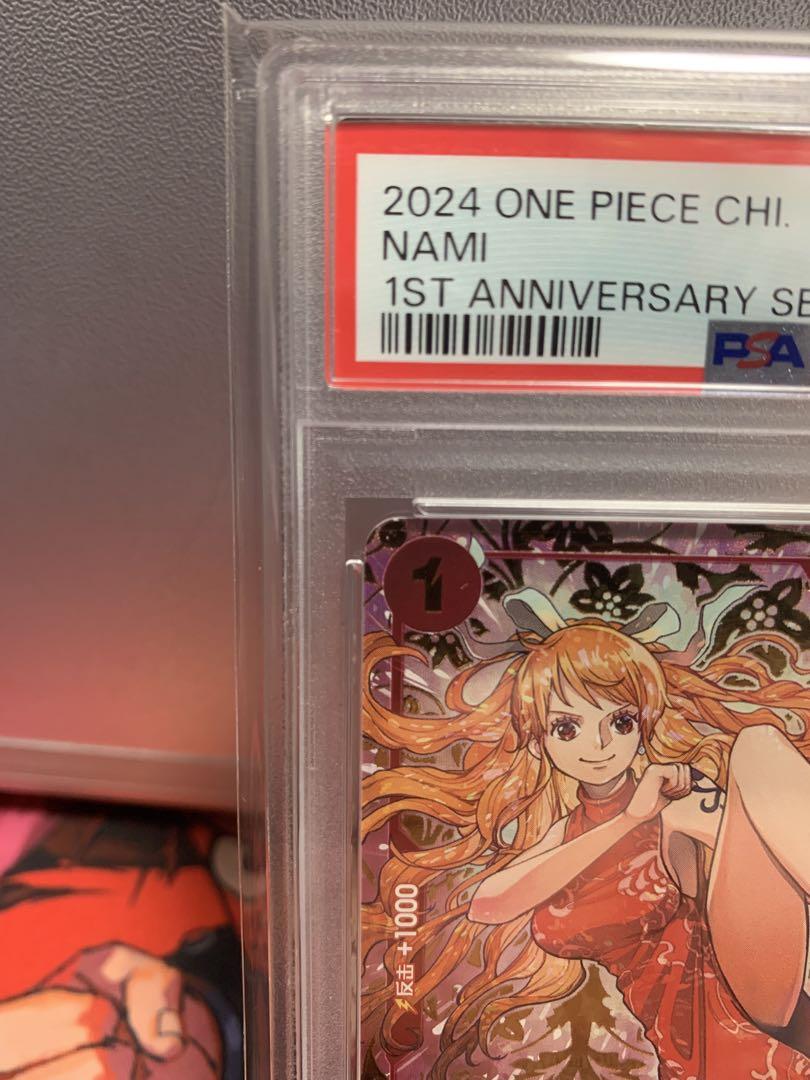 2024 ONE PIECE CHI.
NAMI
1ST ANNIVERSARY SE
PSA
1
反击 +1000